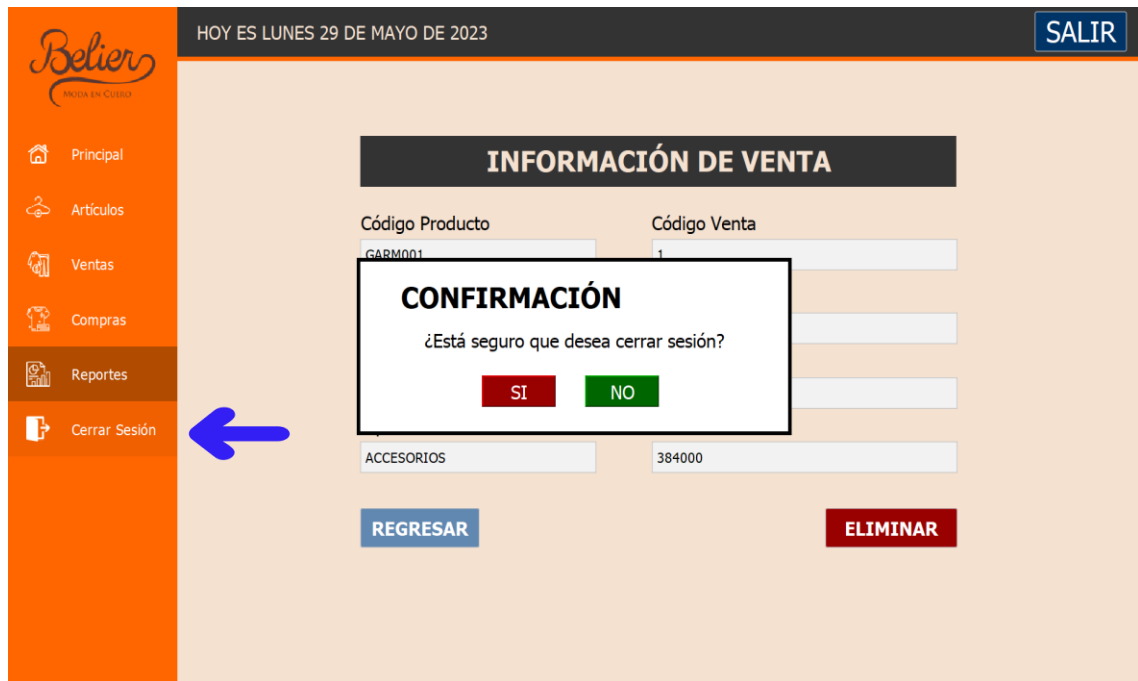 Belier
MODA EN CUERO
HOY ES LUNES 29 DE MAYO DE 2023
SALIR
Principal
Artículos
Ventas
Compras
Reportes
Cerrar Sesión
INFORMACIÓN DE VENTA
Código Producto
Código Venta
GARM001
1
CONFIRMACIÓN
¿Está seguro que desea cerrar sesión?
SI
NO
ACCESORIOS
384000
REGRESAR
ELIMINAR